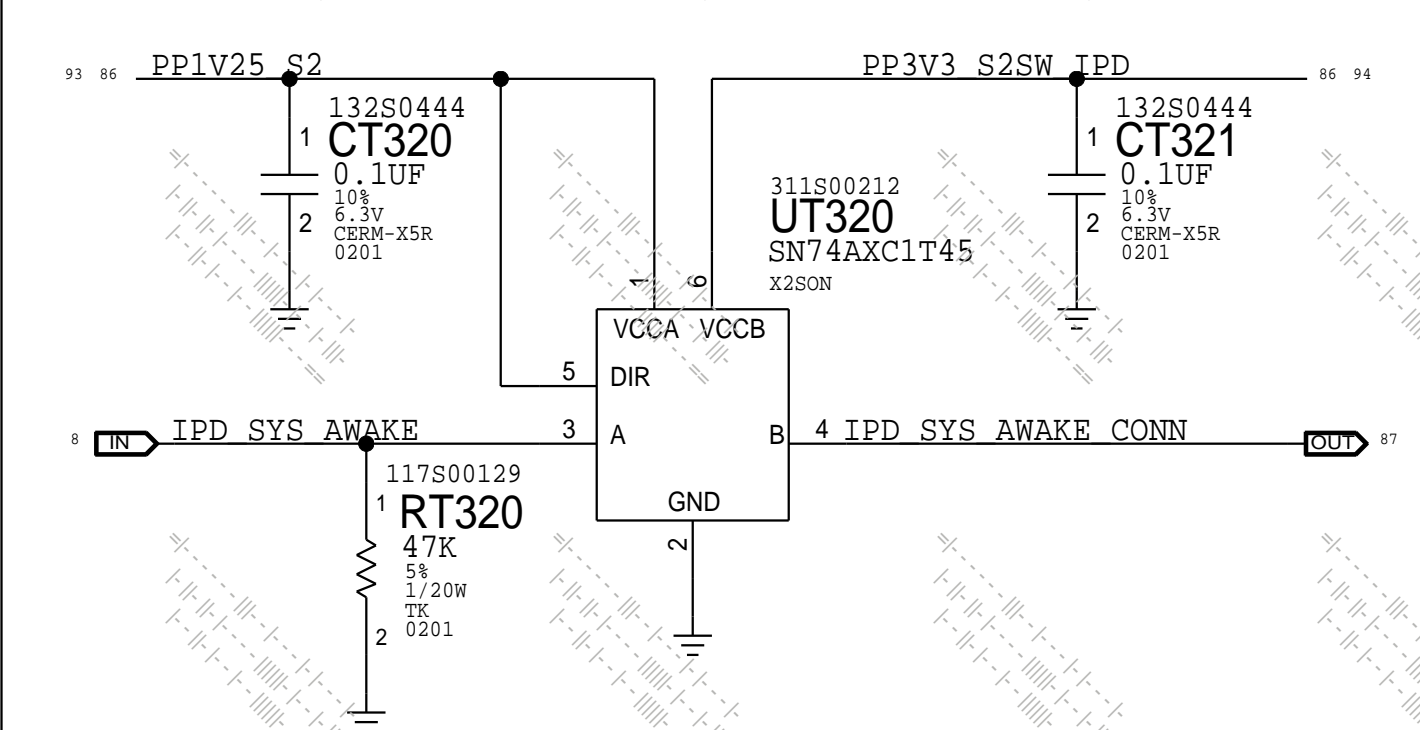 93 86 PP1V25_S2
PP3V3_S2SW_IPD 86 94
132S0444
1 CT320
0.1UF
10%
2 6.3V
CERM-X5R
0201
132S0444
1 CT321
0.1UF
10%
2 6.3V
CERM-X5R
0201
311S00212
UT320
SN74AXC1T45
X2SON
1 6
VCCA VCCB
5 DIR
8 IN IPD_SYS_AWAKE 3 A
B 4 IPD_SYS_AWAKE_CONN OUT 87
GND
2
117S00129
1 RT320
47K
5%
1/20W
TK
2 0201